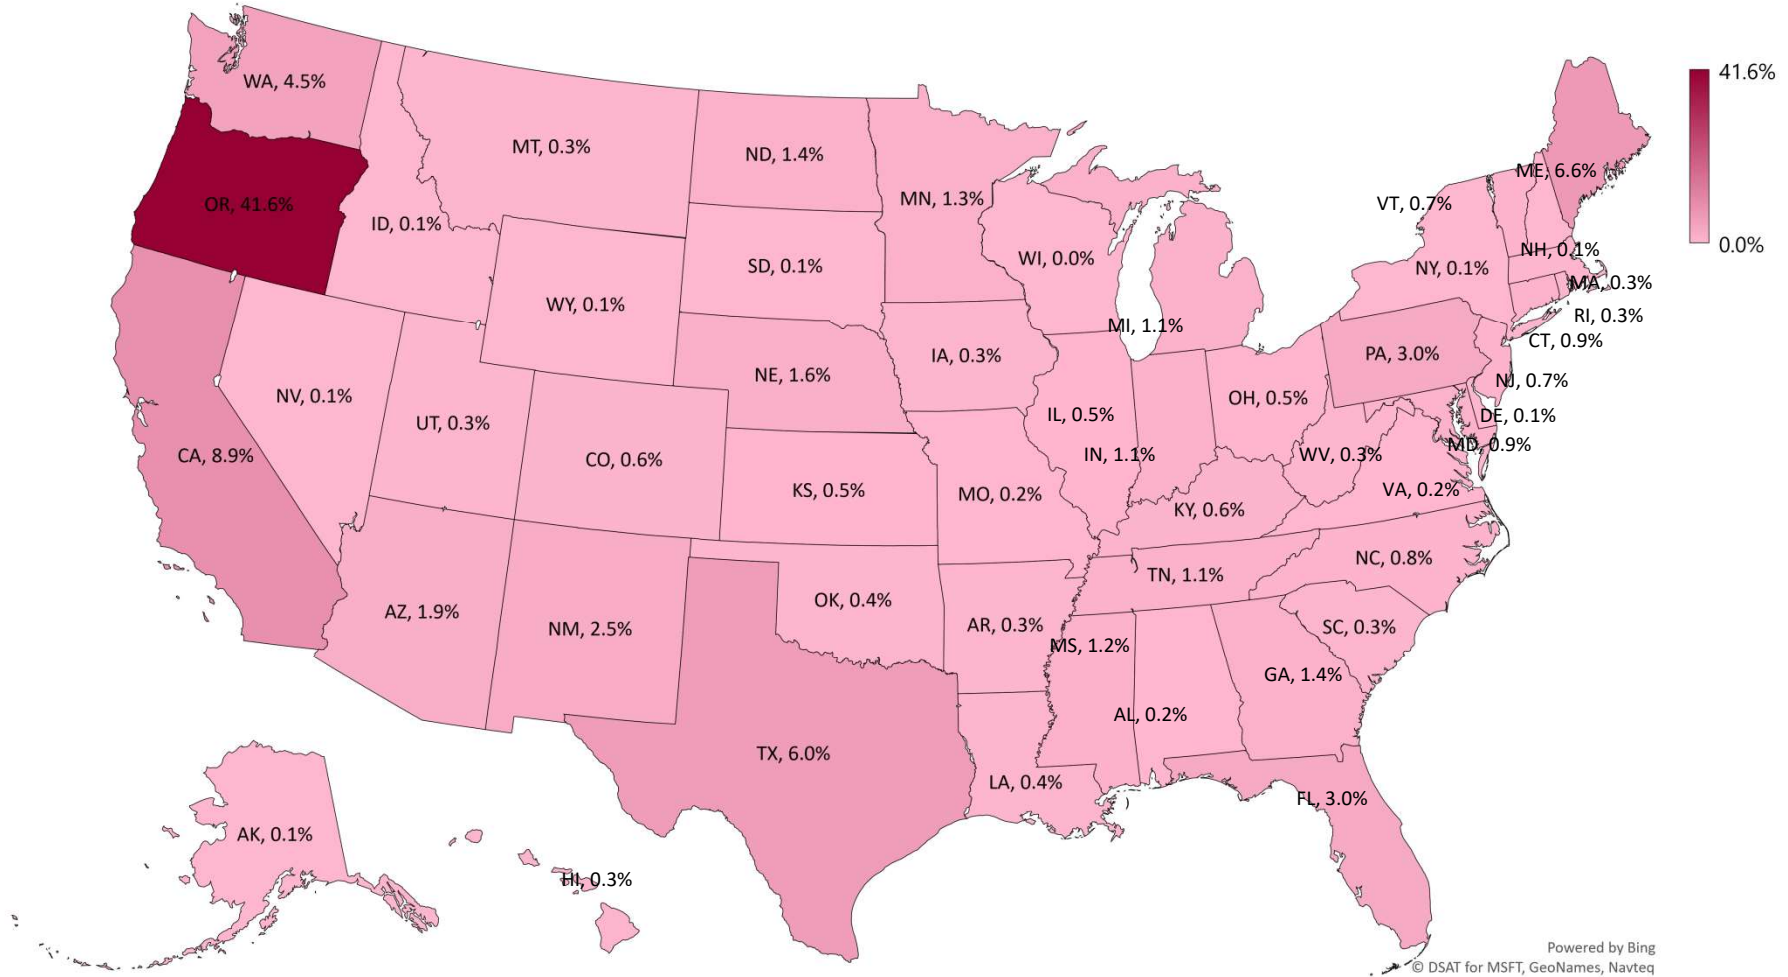 WA, 4.5%
41.6%
MT, 0.3%
ND, 1.4%
ME, 6.6%
OR, 41.6%
MN, 1.3%
VT, 0.7%
ID, 0.1%
0.0%
NH, 0.1%
WI, 0.0%
SD, 0.1%
NY, 0.1%
MA, 0.3%
WY, 0.1%
RI, 0.3%
MI, 1.1%
CT, 0.9%
IA, 0.3%
PA, 3.0%
NE, 1.6%
NJ, 0.7%
NV, 0.1%
OH, 0.5%
IL, 0.5%
DE, 0.1%
UT, 0.3%
MD, 0.9%
CA, 8.9%
CO, 0.6%
IN, 1.1%
WV, 0.3%
KS, 0.5%
MO, 0.2%
VA, 0.2%
KY, 0.6%
NC, 0.8%
TN, 1.1%
OK, 0.4%
AZ, 1.9%
NM, 2.5%
AR, 0.3%
SC, 0.3%
MS, 1.2%
GA, 1.4%
AL, 0.2%
TX, 6.0%
LA, 0.4%
FL, 3.0%
AK, 0.1%
HI, 0.3%
Powered by Bing
© DSAT for MSFT, GeoNames, Navteq